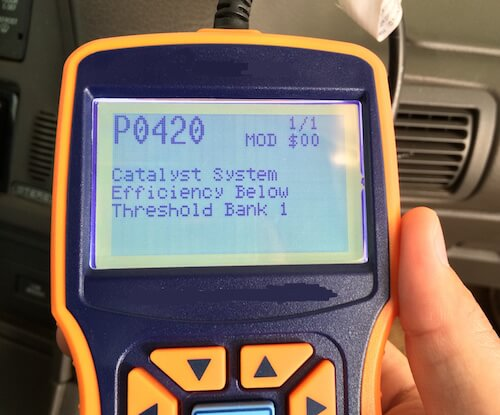 P0420
1/1
MOD $00
Catalyst System
Efficiency Below
Threshold Bank 1